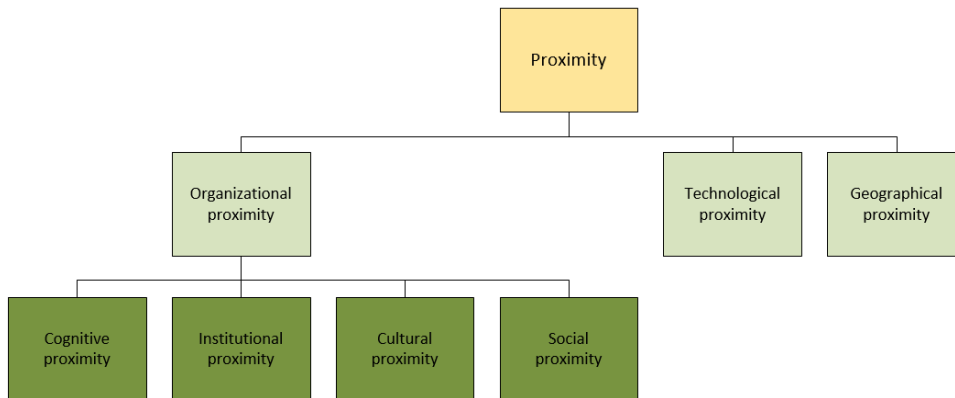 Proximity
Organizational
proximity
Technological
proximity
Geographical
proximity
Cognitive
proximity
Institutional
proximity
Cultural
proximity
Social
proximity